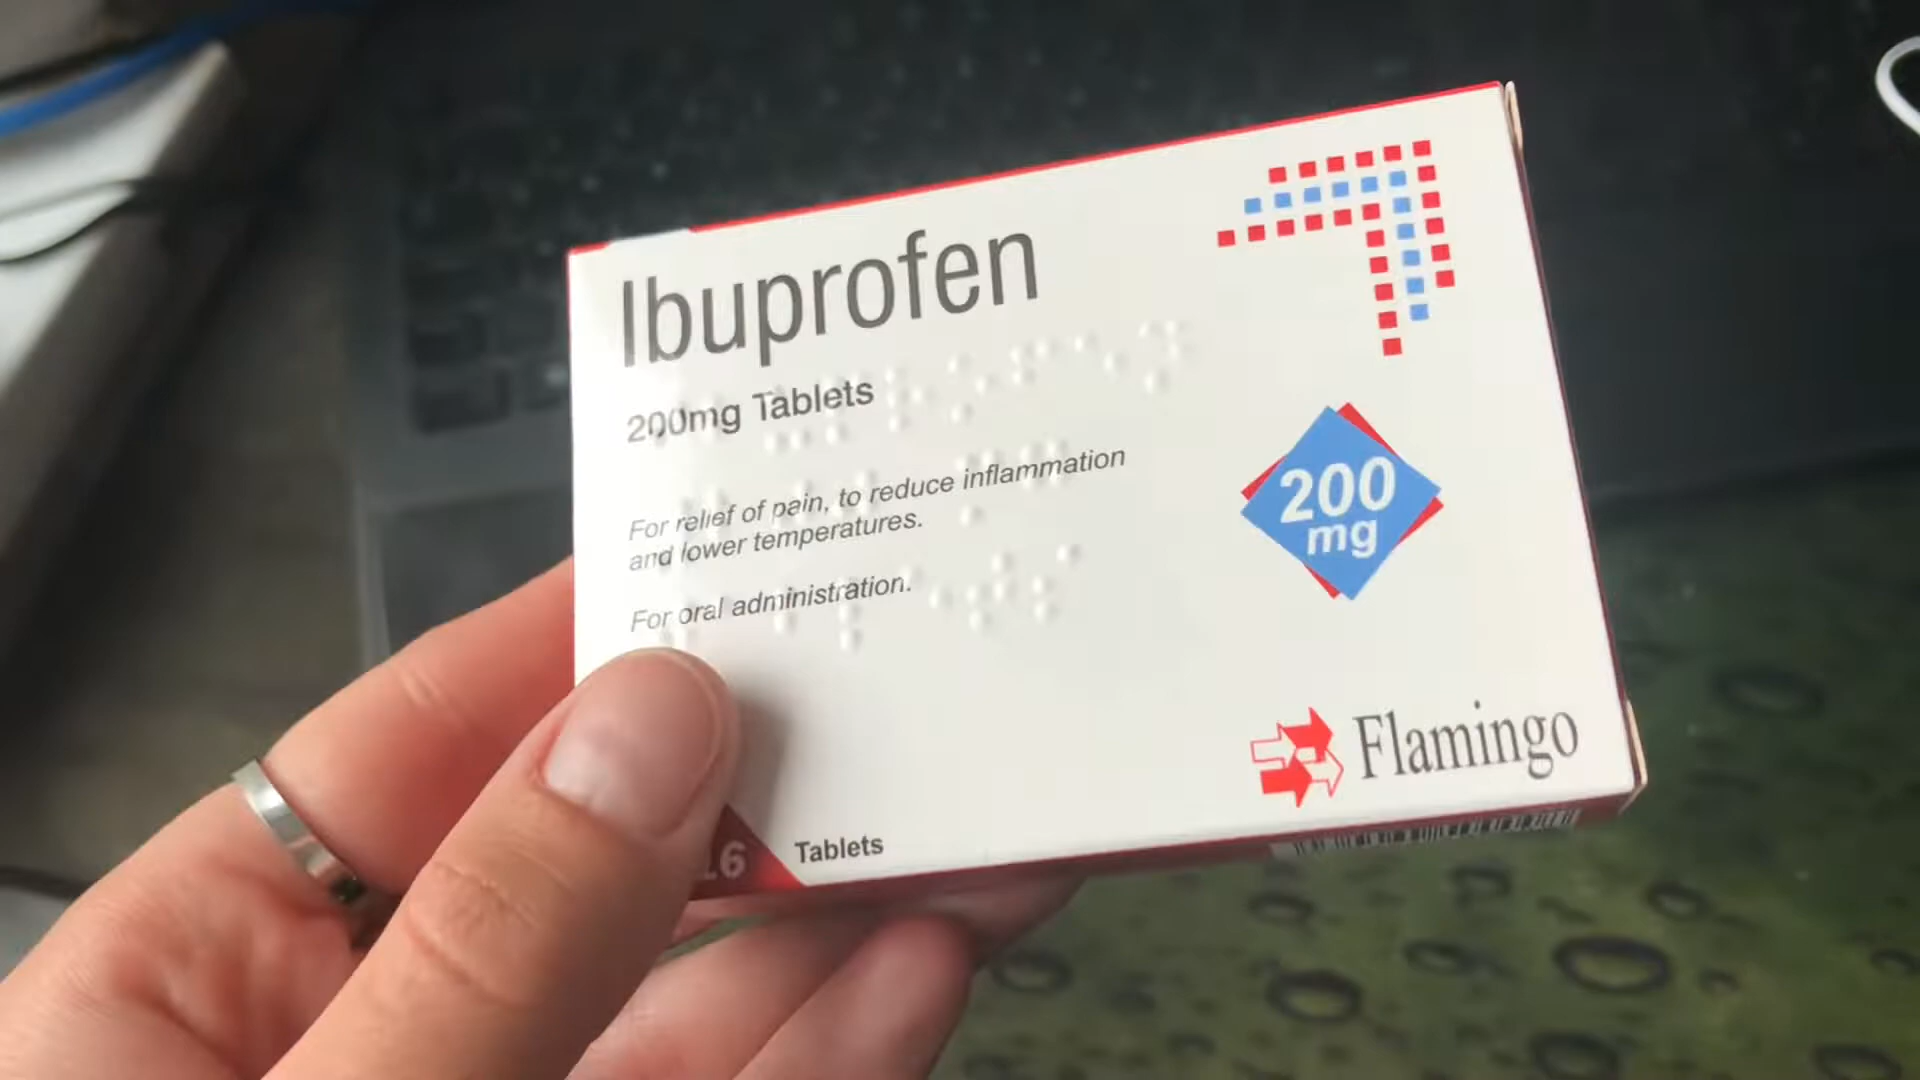 Ibuprofen
200mg Tablets
For relief of pain, to reduce inflammation
and lower temperatures.
For oral administration.
200
mg
Flamingo
16 Tablets